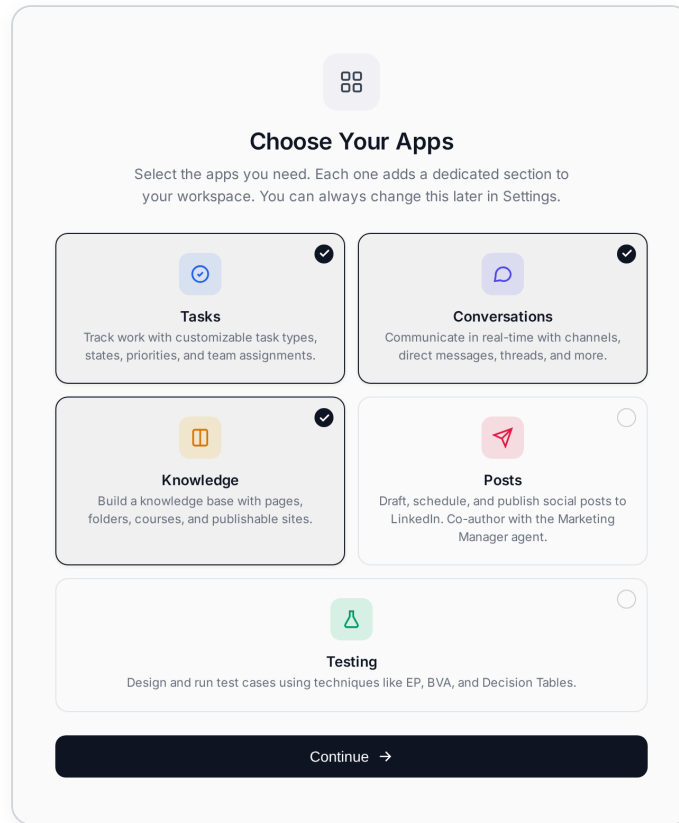 Choose Your Apps
Select the apps you need. Each one adds a dedicated section to
your workspace. You can always change this later in Settings.
Tasks
Track work with customizable task types,
states, priorities, and team assignments.
Conversations
Communicate in real-time with channels,
direct messages, threads, and more.
Knowledge
Build a knowledge base with pages,
folders, courses, and publishable sites.
Posts
Draft, schedule, and publish social posts to
LinkedIn. Co-author with the Marketing
Manager agent.
Testing
Design and run test cases using techniques like EP, BVA, and Decision Tables.
Continue →